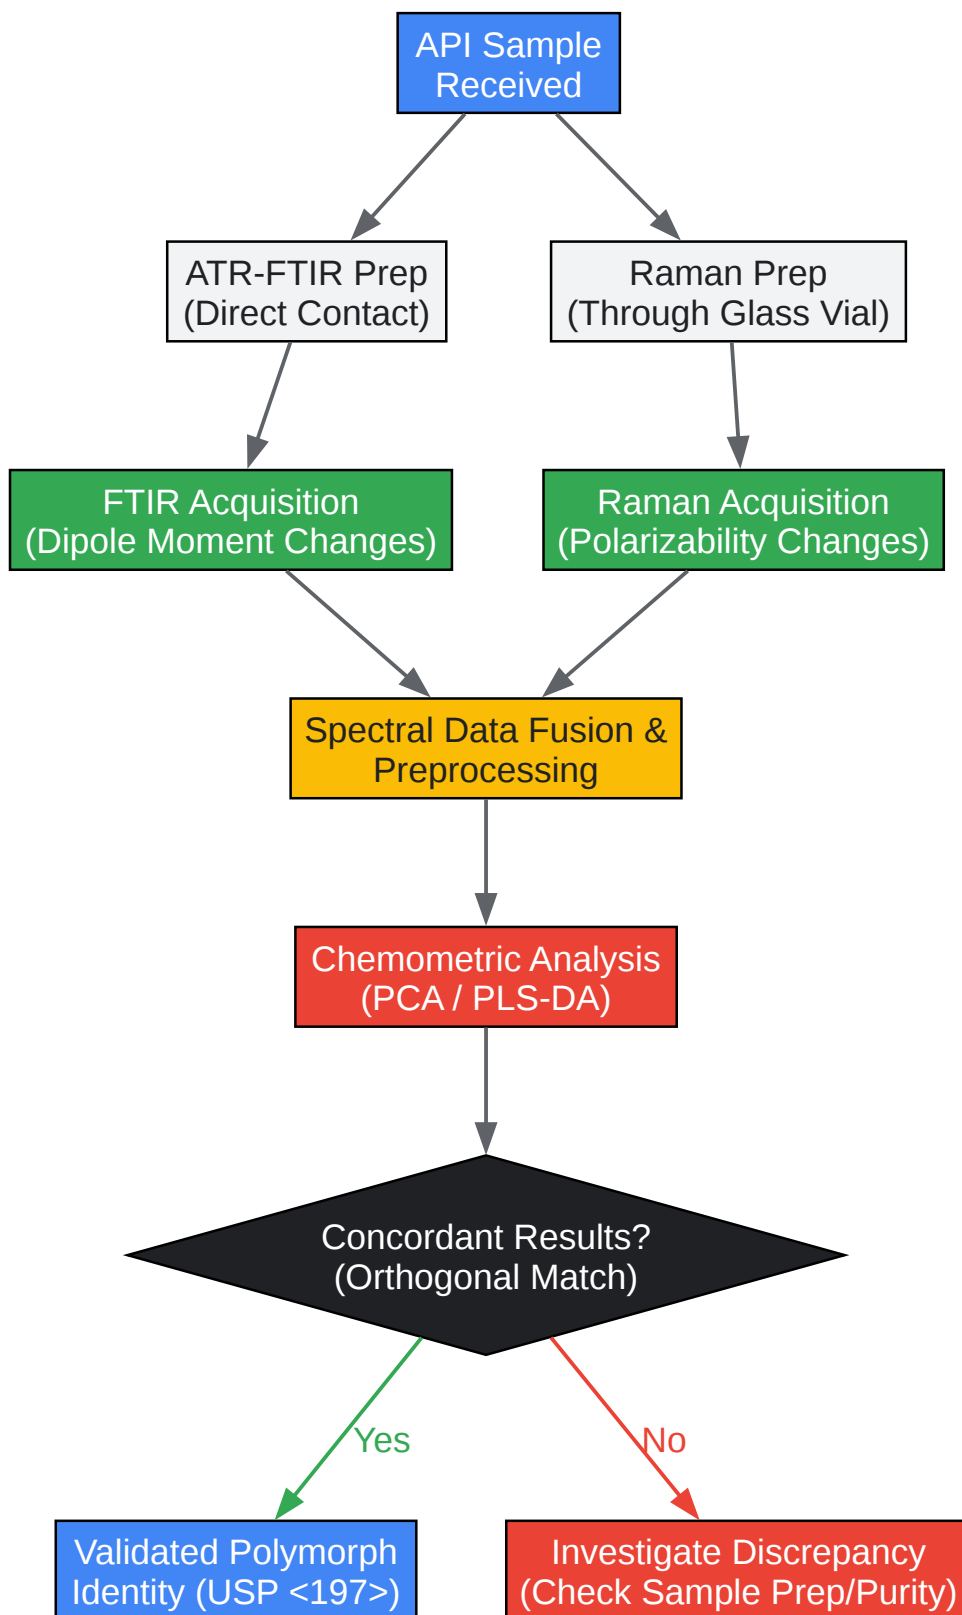 API Sample
Received
ATR-FTIR Prep
(Direct Contact)
Raman Prep
(Through Glass Vial)
FTIR Acquisition
(Dipole Moment Changes)
Raman Acquisition
(Polarizability Changes)
Spectral Data Fusion &
Preprocessing
Chemometric Analysis
(PCA / PLS-DA)
Concordant Results?
(Orthogonal Match)
Yes
No
Validated Polymorph
Identity (USP <197>)
Investigate Discrepancy
(Check Sample Prep/Purity)